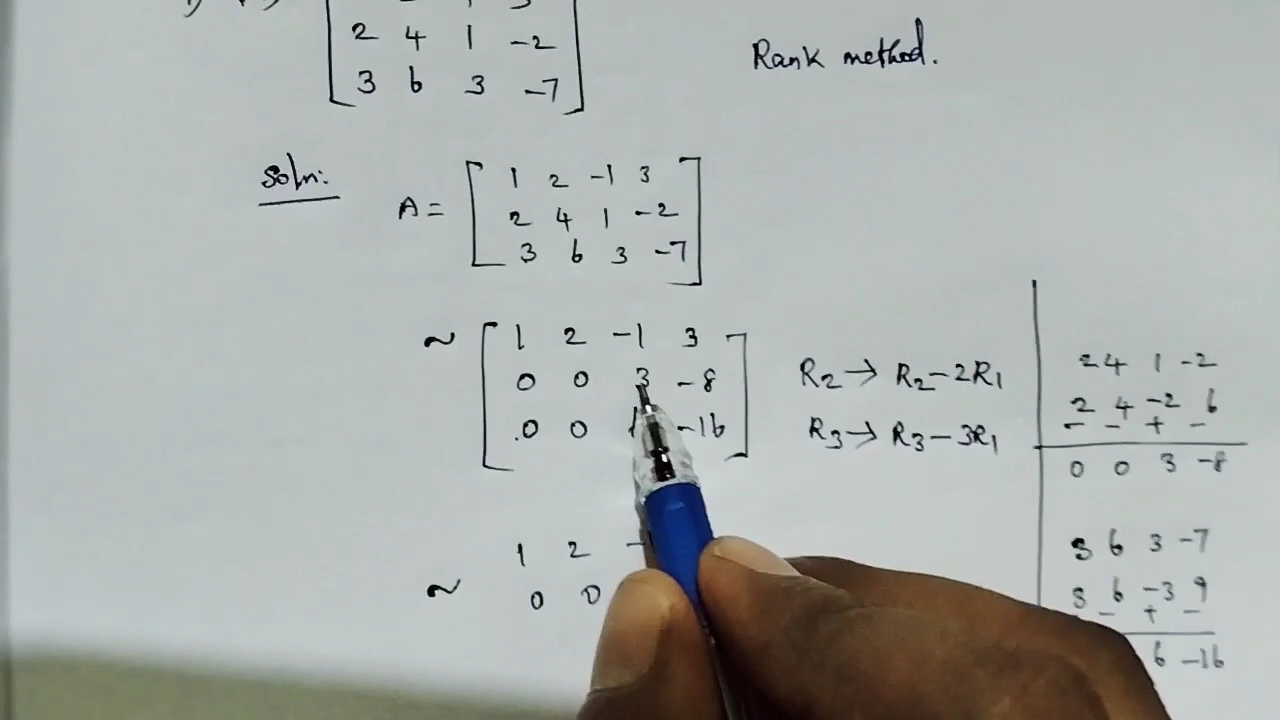 2 4 1 -2
3 6 3 -7
Rank method.
Soln:
A =
1 2 -1 3
2 4 1 -2
3 6 3 -7
~
1 2 -1 3
0 0 3 -8
0 0 -16
R2 → R2 - 2R1
R3 → R3 - 3R1
2 4 1 -2
2 4 -2 6
- - + -
0 0 3 -8
3 6 3 -7
3 6 -3 9
- + -
6 -16
~
1 2 -
0 0